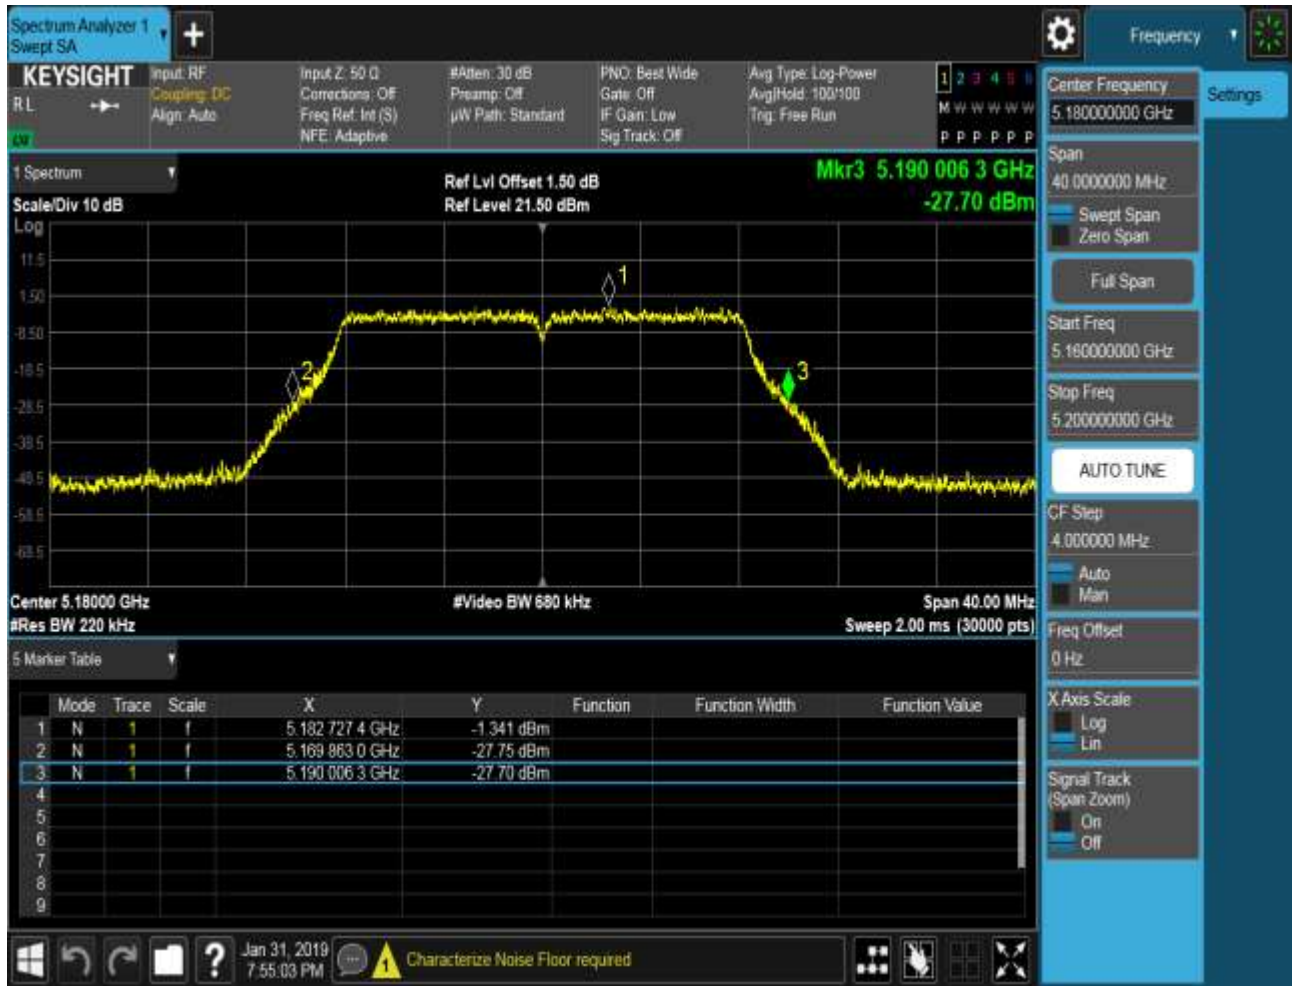 Spectrum Analyzer 1
Swept SA
+
Frequency
KEYSIGHT
RL
Input: RF
Coupling: DC
Align: Auto
Input Z: 50 Ω
Corrections: Off
Freq Ref: Int (S)
NFE: Adaptive
#Atten: 30 dB
Preamp: Off
µW Path: Standard
PNO: Best Wide
Gate: Off
IF Gain: Low
Sig Track: Off
Avg Type: Log-Power
Avg|Hold: 100/100
Trig: Free Run
1 2 3 4 5 6
M W W W W W
P P P P P P
1 Spectrum
Scale/Div 10 dB
Ref Lvl Offset 1.50 dB
Ref Level 21.50 dBm
Mkr3 5.190 006 3 GHz
-27.70 dBm
Log
11.5
1.50
-8.50
-18.5
-28.5
-38.5
-48.5
-58.5
-68.5
1
2
3
Center 5.18000 GHz
#Video BW 680 kHz
Span 40.00 MHz
#Res BW 220 kHz
Sweep 2.00 ms (30000 pts)
5 Marker Table
Mode Trace Scale X Y Function Function Width Function Value
1 N 1 f 5.182 727 4 GHz -1.341 dBm
2 N 1 f 5.169 863 0 GHz -27.75 dBm
3 N 1 f 5.190 006 3 GHz -27.70 dBm
4
5
6
7
8
9
Jan 31, 2019
7:55:03 PM
?
1
Characterize Noise Floor required
Center Frequency
5.180000000 GHz
Settings
Span
40.0000000 MHz
Swept Span
Zero Span
Full Span
Start Freq
5.160000000 GHz
Stop Freq
5.200000000 GHz
AUTO TUNE
CF Step
4.000000 MHz
Auto
Man
Freq Offset
0 Hz
X Axis Scale
Log
Lin
Signal Track
(Span Zoom)
On
Off